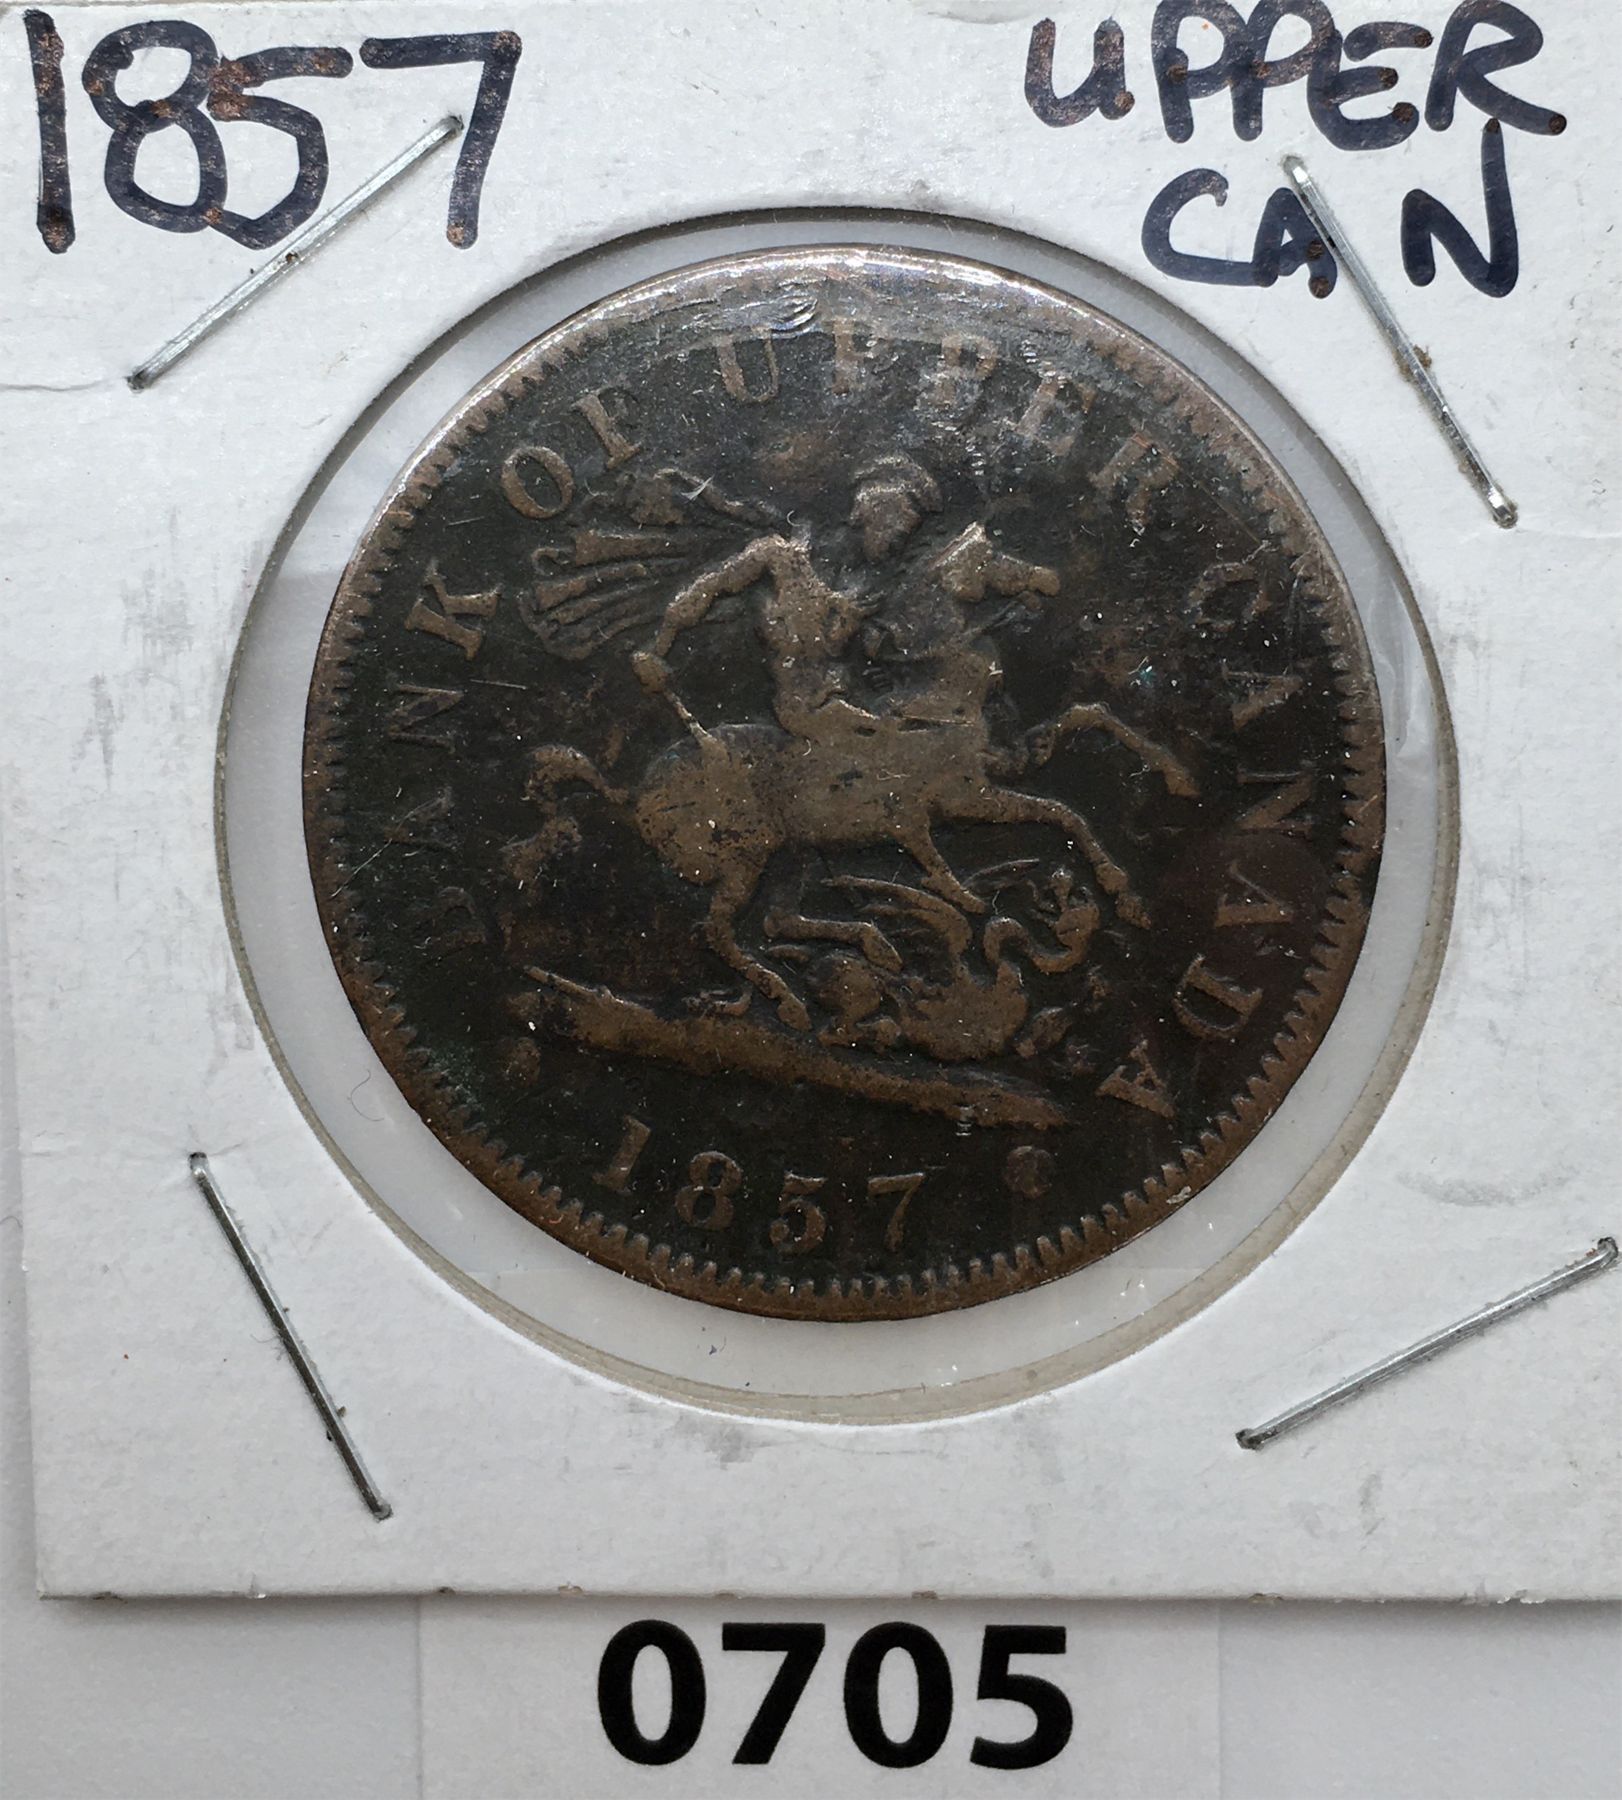 1857
UPPER
CAN
BANK OF UPPER CANADA
1857
0705